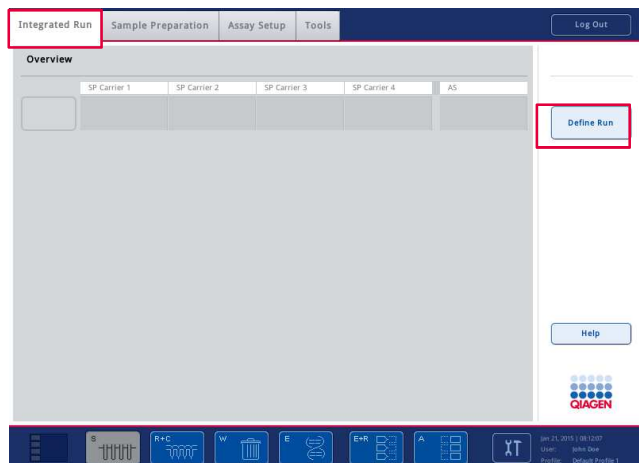 Integrated Run Sample Preparation Assay Setup Tools Log Out
Overview
SP Carrier 1 SP Carrier 2 SP Carrier 3 SP Carrier 4 AS
Define Run
Help
QIAGEN
S R+C W E E+R A
Jan 21, 2015 | 08:12:07
User: John Doe
Profile: Default Profile 1